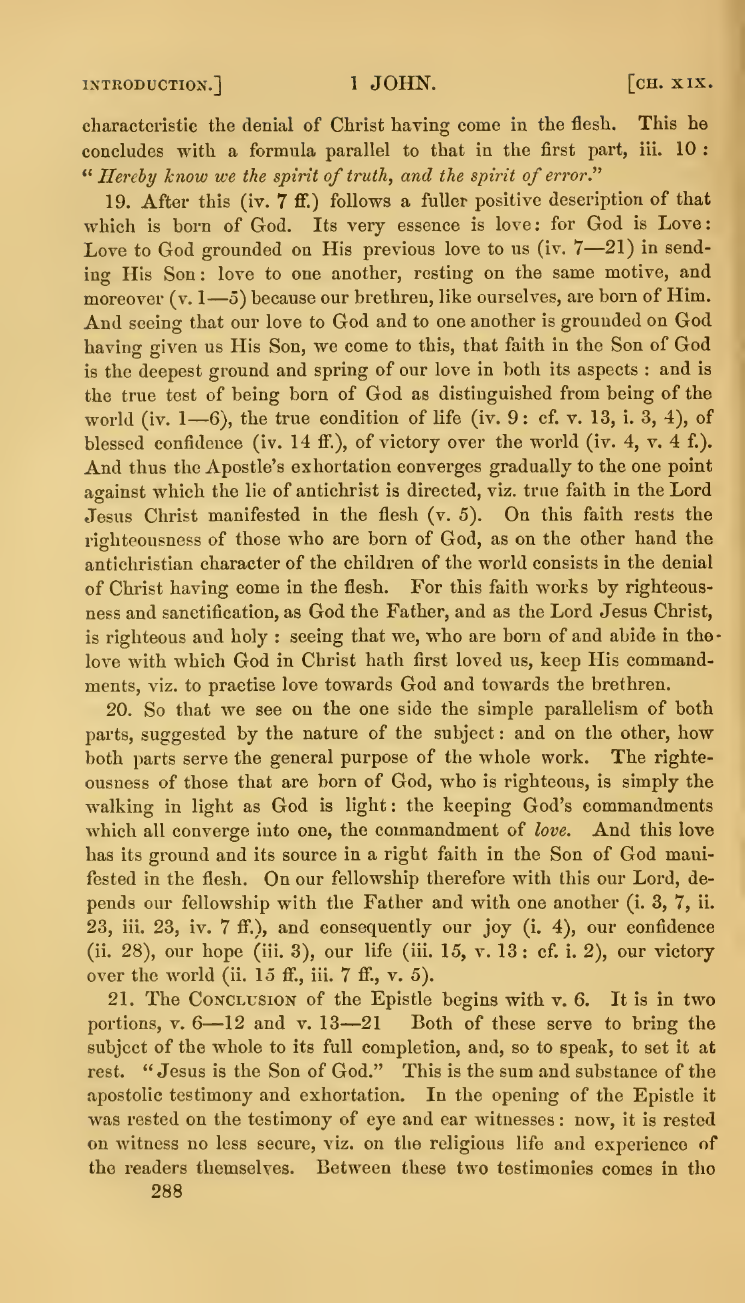 INTRODUCTION.] 1 JOHN. [CH. XIX.
characteristic the denial of Christ having come in the flesh. This he
concludes with a formula parallel to that in the first part, iii. 10 :
“ Hereby know we the spirit of truth, and the spirit of error.”
19. After this (iv. 7 ff.) follows a fuller positive description of that
which is born of God. Its very essence is love: for God is Love:
Love to God grounded on His previous love to us (iv. 7—21) in send-
ing His Son: love to one another, resting on the same motive, and
moreover (v. 1—5) because our brethren, like ourselves, are born of Him.
And seeing that our love to God and to one another is grounded on God
having given us His Son, we come to this, that faith in the Son of God
is the deepest ground and spring of our love in both its aspects : and is
the true test of being born of God as distinguished from being of the
world (iv. 1—6), the true condition of life (iv. 9: cf. v. 13, i. 3, 4), of
blessed confidence (iv. 14 ff.), of victory over the world (iv. 4, v. 4 f.).
And thus the Apostle’s exhortation converges gradually to the one point
against which the lie of antichrist is directed, viz. true faith in the Lord
Jesus Christ manifested in the flesh (v. 5). On this faith rests the
righteousness of those who are born of God, as on the other hand the
antichristian character of the children of the world consists in the denial
of Christ having come in the flesh. For this faith works by righteous-
ness and sanctification, as God the Father, and as the Lord Jesus Christ,
is righteous and holy : seeing that we, who are born of and abide in the
love with which God in Christ hath first loved us, keep His command-
ments, viz. to practise love towards God and towards the brethren.
20. So that we see on the one side the simple parallelism of both
parts, suggested by the nature of the subject: and on the other, how
both parts serve the general purpose of the whole work. The righte-
ousness of those that are born of God, who is righteous, is simply the
walking in light as God is light: the keeping God’s commandments
which all converge into one, the commandment of love. And this love
has its ground and its source in a right faith in the Son of God mani-
fested in the flesh. On our fellowship therefore with this our Lord, de-
pends our fellowship with the Father and with one another (i. 3, 7, ii.
23, iii. 23, iv. 7 ff.), and consequently our joy (i. 4), our confidence
(ii. 28), our hope (iii. 3), our life (iii. 15, v. 13: cf. i. 2), our victory
over the world (ii. 15 ff., iii. 7 ff., v. 5).
21. The CONCLUSION of the Epistle begins with v. 6. It is in two
portions, v. 6—12 and v. 13—21 Both of these serve to bring the
subject of the whole to its full completion, and, so to speak, to set it at
rest. “Jesus is the Son of God.” This is the sum and substance of the
apostolic testimony and exhortation. In the opening of the Epistle it
was rested on the testimony of eye and ear witnesses: now, it is rested
on witness no less secure, viz. on the religious life and experience of
the readers themselves. Between these two testimonies comes in the
288